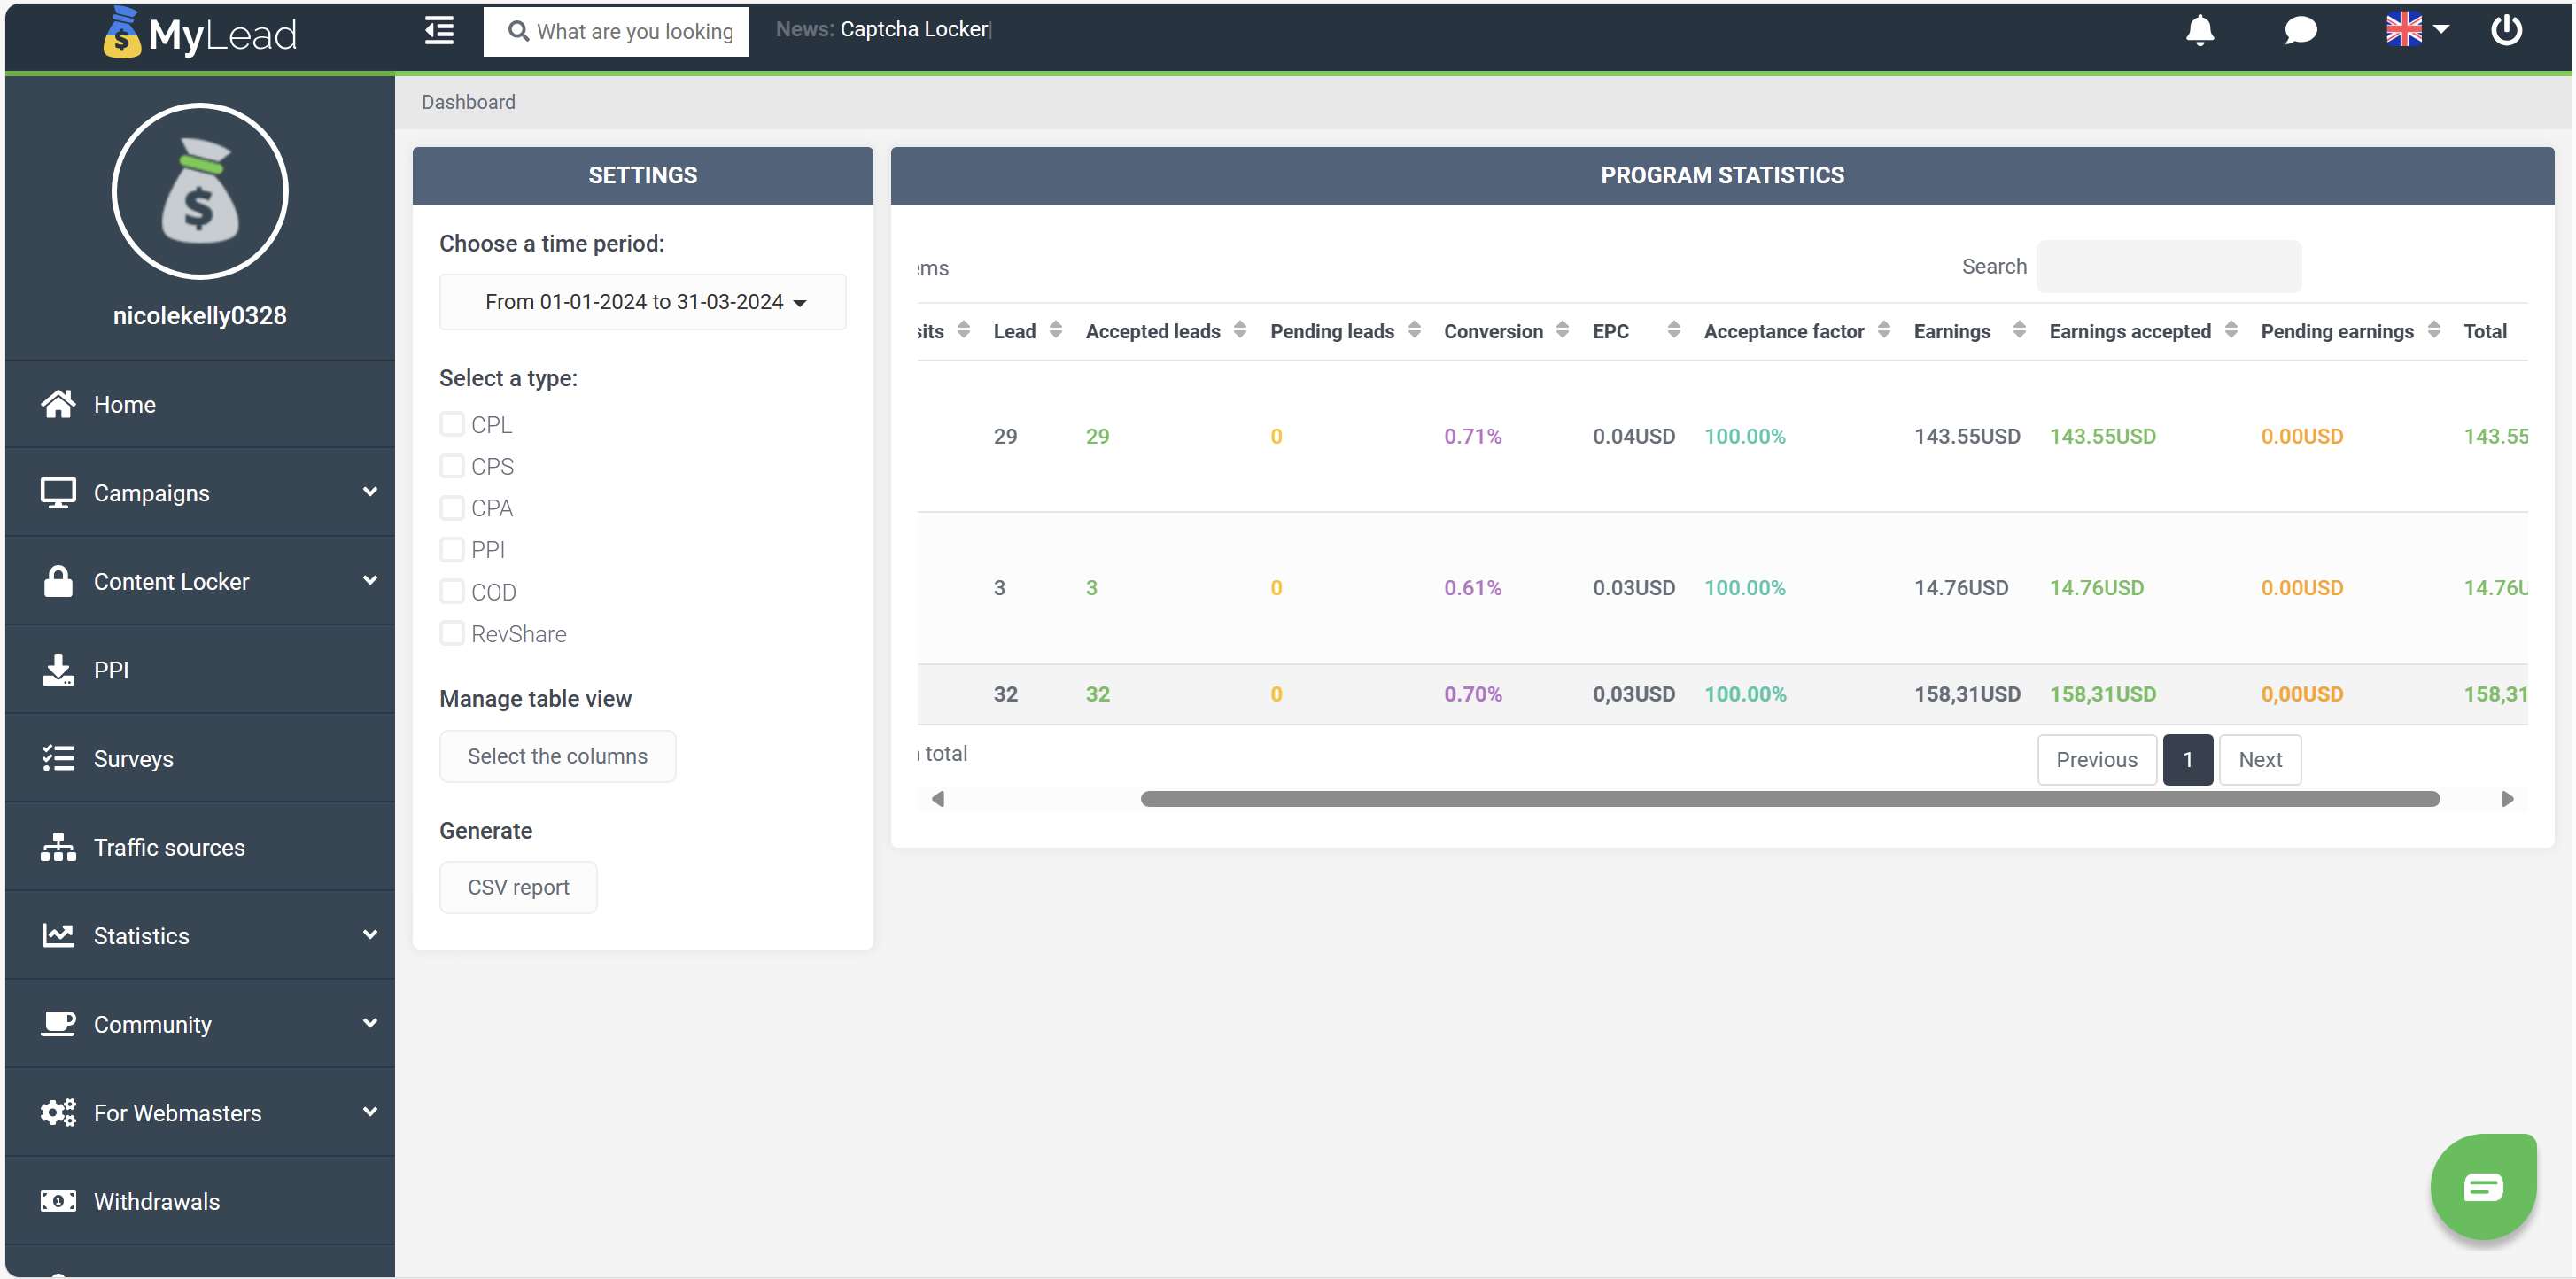 MyLead
What are you looking
News: Captcha Locker
Dashboard
nicolekelly0328
Home
Campaigns
Content Locker
PPI
Surveys
Traffic sources
Statistics
Community
For Webmasters
Withdrawals
SETTINGS
Choose a time period:
From 01-01-2024 to 31-03-2024
Select a type:
CPL
CPS
CPA
PPI
COD
RevShare
Manage table view
Select the columns
Generate
CSV report
PROGRAM STATISTICS
Search
Lead Accepted leads Pending leads Conversion EPC Acceptance factor Earnings Earnings accepted Pending earnings Total
29 29 0 0.71% 0.04USD 100.00% 143.55USD 143.55USD 0.00USD 143.55
3 3 0 0.61% 0.03USD 100.00% 14.76USD 14.76USD 0.00USD 14.76U
32 32 0 0.70% 0,03USD 100.00% 158,31USD 158,31USD 0,00USD 158,31
total
Previous 1 Next